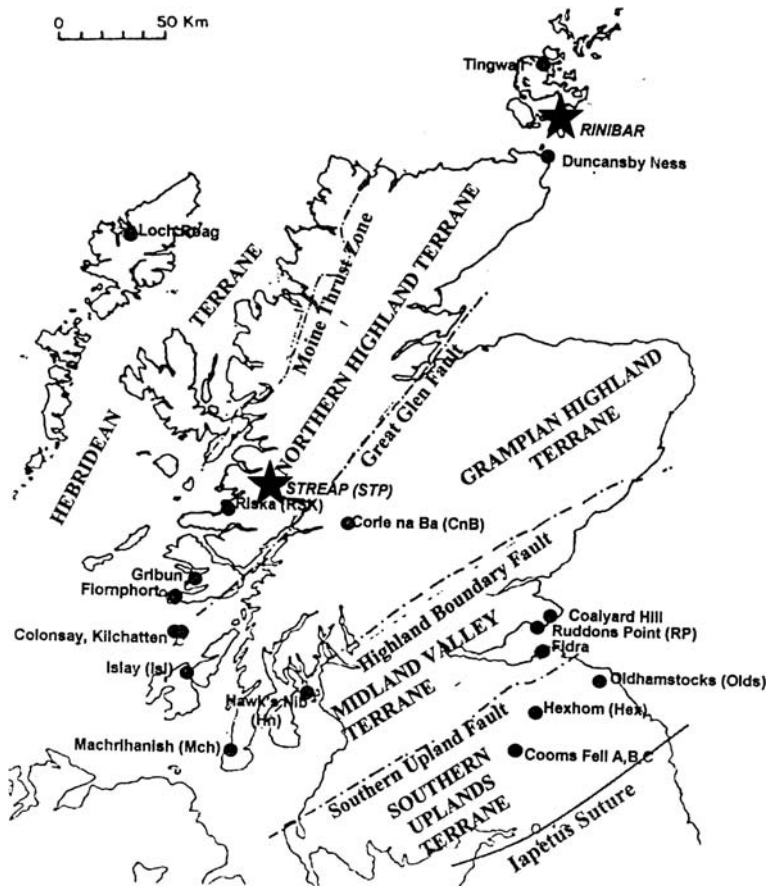 0 50 Km
Tingwall
RINIBAR
Duncansby Ness
Loch Roag
HEBRIDEAN
TERRANE
Moine Thrust Zone
NORTHERN HIGHLAND TERRANE
Great Glen Fault
GRAMPIAN HIGHLAND
TERRANE
STREAP (STP)
Riska (RSK)
Corie na Ba (CnB)
Gribun
Fionnphort
Colonsay, Kilchatten
Islay (Isl)
Hawk's Nib
(Hn)
Machrihanish (Mch)
Highland Boundary Fault
MIDLAND VALLEY
TERRANE
Coalyard Hill
Ruddons Point (RP)
Fidra
Oldhamstocks (Olds)
Hexhom (Hex)
Cooms Fell A,B,C
Southern Upland Fault
SOUTHERN
UPLANDS
TERRANE
Iapetus Suture